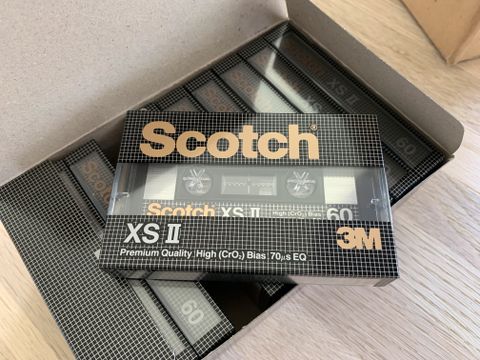 Scotch®
Scotch XS II High (CrO₂) Bias 60
XS II
3M
Premium Quality High (CrO₂) Bias 70μs EQ
Scotch XS II 60
60